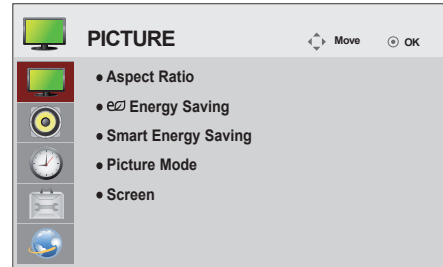 PICTURE
Move
OK
• Aspect Ratio
• Energy Saving
• Smart Energy Saving
• Picture Mode
• Screen